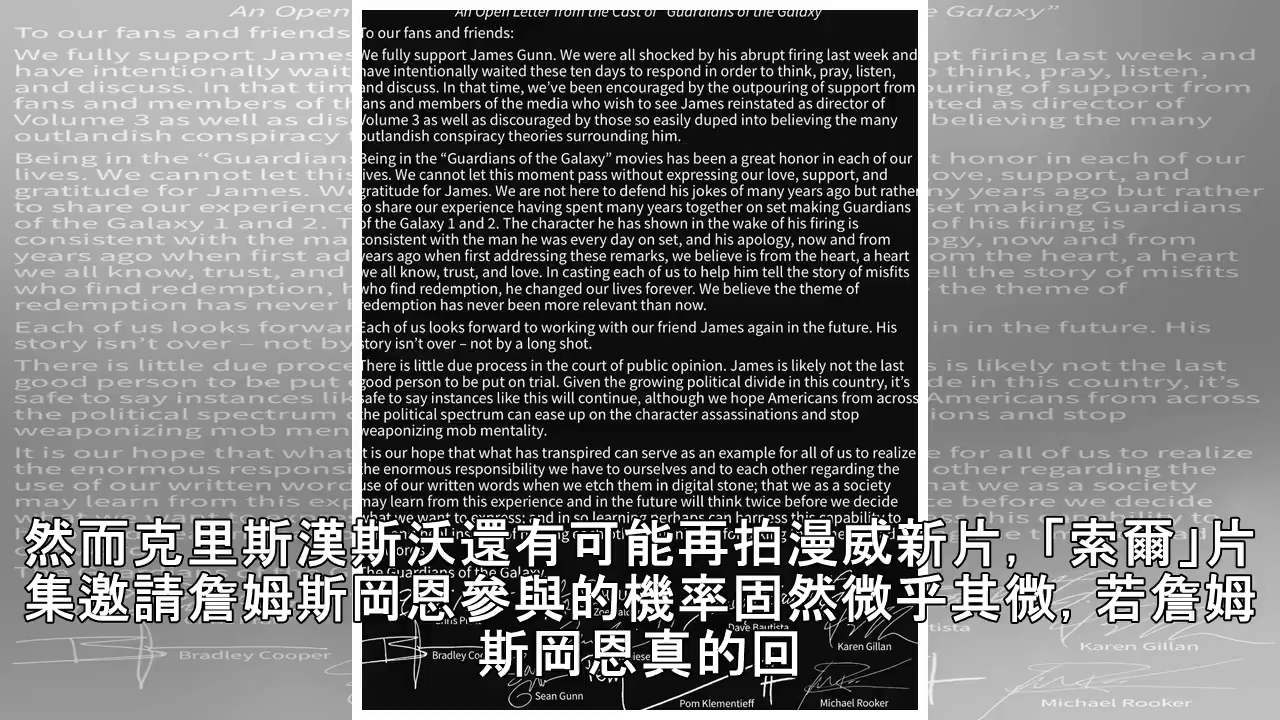 An Open Letter from the Cast of "Guardians of the Galaxy"
To our fans and friends:
We fully support James Gunn. We were all shocked by his abrupt firing last week and
have intentionally waited these ten days to respond in order to think, pray, listen,
and discuss. In that time, we've been encouraged by the outpouring of support from
fans and members of the media who wish to see James reinstated as director of
Volume 3 as well as discouraged by those so easily duped into believing the many
outlandish conspiracy theories surrounding him.
Being in the “Guardians of the Galaxy” movies has been a great honor in each of our
lives. We cannot let this moment pass without expressing our love, support, and
gratitude for James. We are not here to defend his jokes of many years ago but rather
to share our experience having spent many years together on set making Guardians
of the Galaxy 1 and 2. The character he has shown in the wake of his firing is
consistent with the man he was every day on set, and his apology, now and from
years ago when first addressing these remarks, we believe is from the heart, a heart
we all know, trust, and love. In casting each of us to help him tell the story of misfits
who find redemption, he changed our lives forever. We believe the theme of
redemption has never been more relevant than now.
Each of us looks forward to working with our friend James again in the future. His
story isn't over – not by a long shot.
There is little due process in the court of public opinion. James is likely not the last
good person to be put on trial. Given the growing political divide in this country, it's
safe to say instances like this will continue, although we hope Americans from across
the political spectrum can ease up on the character assassinations and stop
weaponizing mob mentality.
It is our hope that what has transpired can serve as an example for all of us to realize
the enormous responsibility we have to ourselves and to each other regarding the
use of our written words when we etch them in digital stone; that we as a society
may learn from this experience and in the future will think twice before we decide
what we want to express; and in so learning perhaps can harness this capability to
The Guardians of the Galaxy
Dave Bautista
Bradley Cooper
Karen Gillan
Sean Gunn
Pom Klementieff
Michael Rooker
然而克里斯漢斯沃還有可能再拍漫威新片,「索爾」片
集邀請詹姆斯岡恩參與的機率固然微乎其微, 若詹姆
斯岡恩真的回